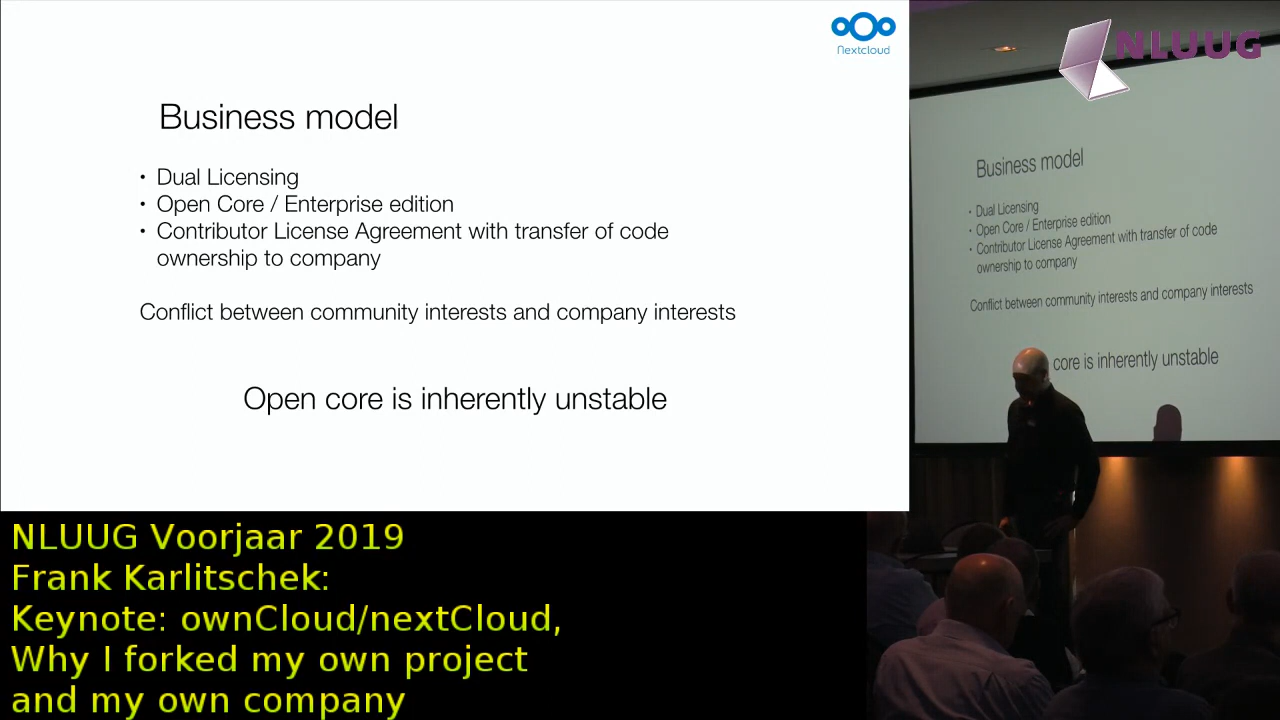 Nextcloud
Business model
• Dual Licensing
• Open Core / Enterprise edition
• Contributor License Agreement with transfer of code
ownership to company
Conflict between community interests and company interests
Open core is inherently unstable
NLUUG
Business model
• Dual Licensing
• Open Core / Enterprise edition
• Contributor License Agreement with transfer of code
ownership to company
Conflict between community interests and company interests
core is inherently unstable
NLUUG Voorjaar 2019
Frank Karlitschek:
Keynote: ownCloud/nextCloud,
Why I forked my own project
and my own company